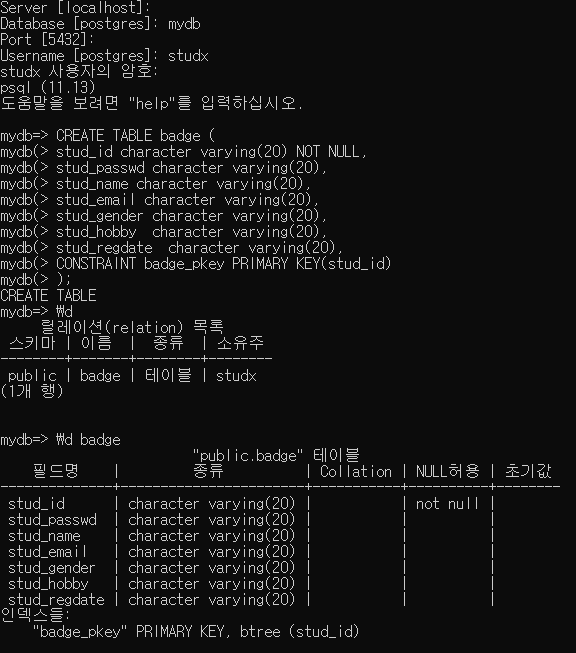 Server [localhost]:
Database [postgres]: mydb
Port [5432]:
Username [postgres]: studx
studx 사용자의 암호:
psql (11.13)
도움말을 보려면 "help"를 입력하십시오.
mydb=> CREATE TABLE badge (
mydb(> stud_id character varying(20) NOT NULL,
mydb(> stud_passwd character varying(20),
mydb(> stud_name character varying(20),
mydb(> stud_email character varying(20),
mydb(> stud_gender character varying(20),
mydb(> stud_hobby  character varying(20),
mydb(> stud_regdate  character varying(20),
mydb(> CONSTRAINT badge_pkey PRIMARY KEY(stud_id)
mydb(> );
CREATE TABLE
mydb=> ₩d
릴레이션(relation) 목록
스키마 | 이름 | 종류 | 소유주
--------+-------+--------+--------
public | badge | 테이블 | studx
(1개 행)
mydb=> ₩d badge
"public.badge" 테이블
필드명 | 종류 | Collation | NULL허용 | 초기값
--------------+-----------------------+-----------+----------+--------
stud_id | character varying(20) | | not null |
stud_passwd | character varying(20) | | |
stud_name | character varying(20) | | |
stud_email | character varying(20) | | |
stud_gender | character varying(20) | | |
stud_hobby | character varying(20) | | |
stud_regdate | character varying(20) | | |
인덱스들:
"badge_pkey" PRIMARY KEY, btree (stud_id)